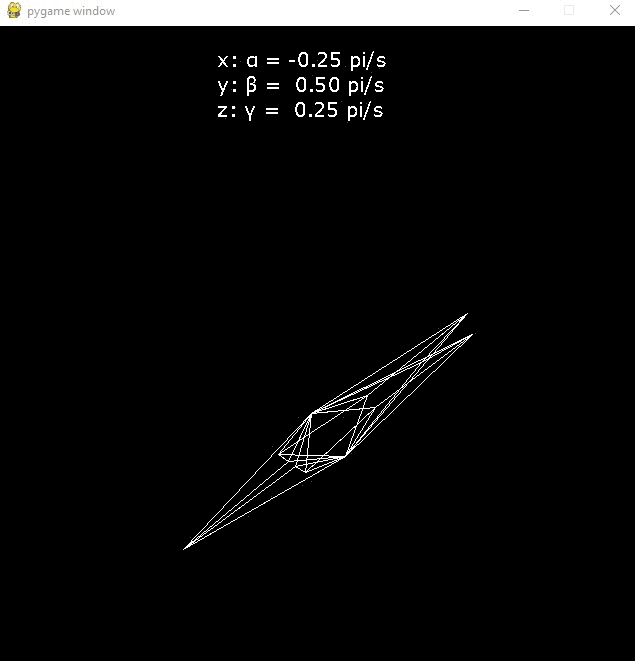 pygame window
x: α = -0.25 pi/s
y: β =  0.50 pi/s
z: γ =  0.25 pi/s